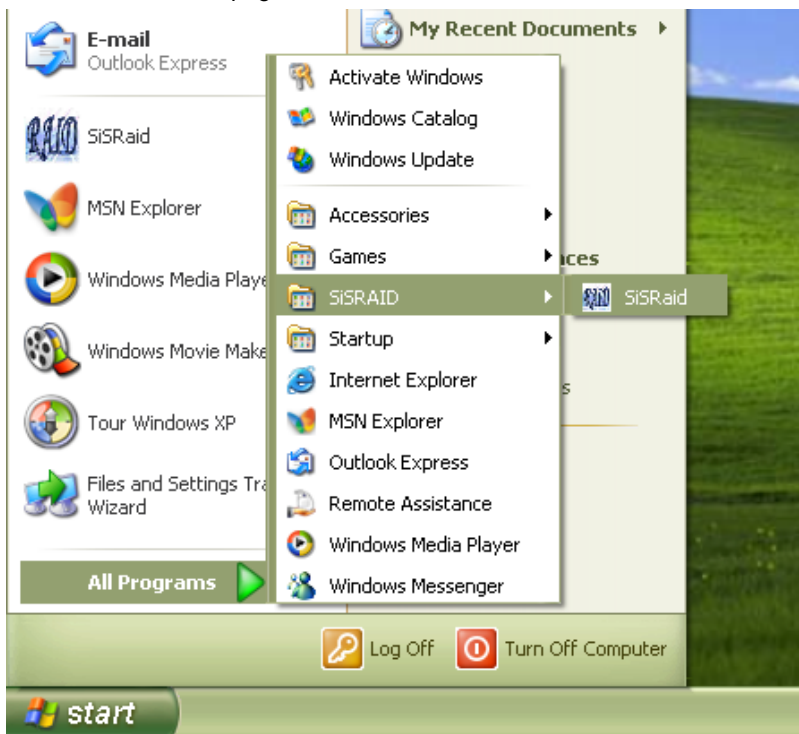 E-mail
Outlook Express
SiSRaid
MSN Explorer
Windows Media Playe
Windows Movie Make
Tour Windows XP
Files and Settings Tra
Wizard
All Programs
My Recent Documents
Activate Windows
Windows Catalog
Windows Update
Accessories
Games
SiSRAID
Startup
Internet Explorer
MSN Explorer
Outlook Express
Remote Assistance
Windows Media Player
Windows Messenger
SiSRaid
Log Off
Turn Off Computer
start